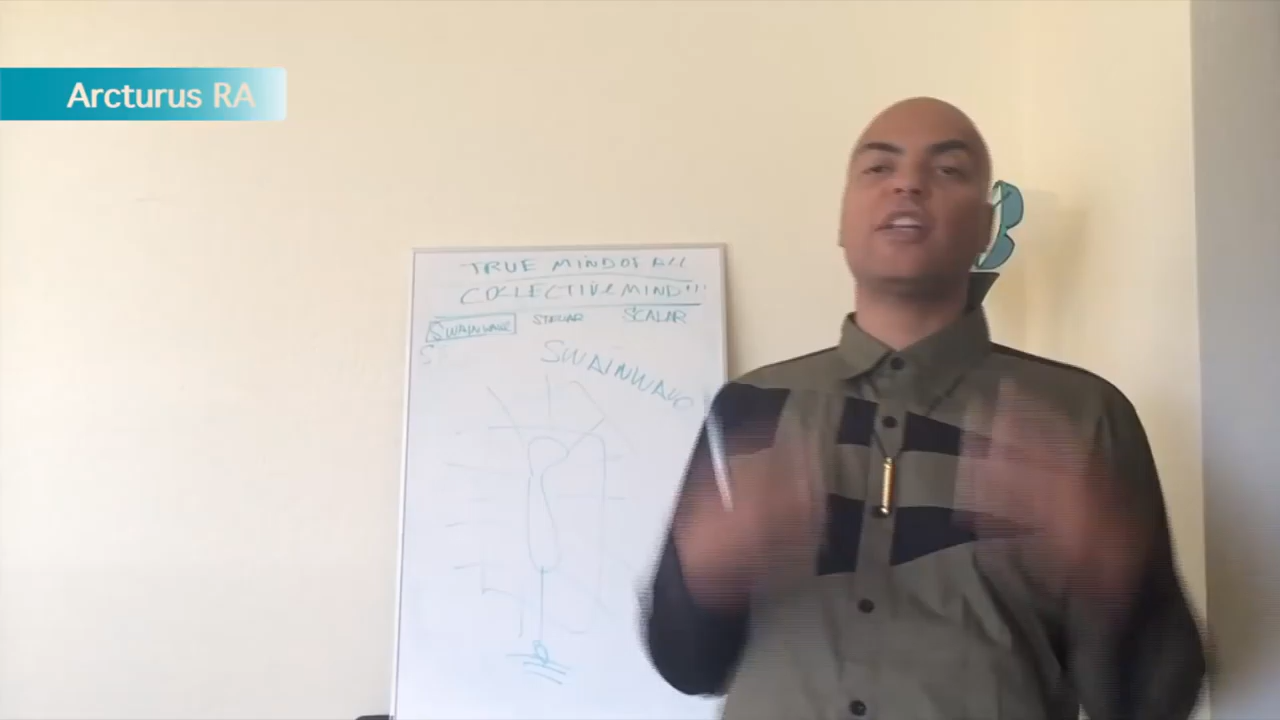 Arcturus RA
TRUE MIND OF ALL
COLLECTIVE MIND!!!
SWAINWAVE STELLAR SCALAR
S
SWAINWAVE